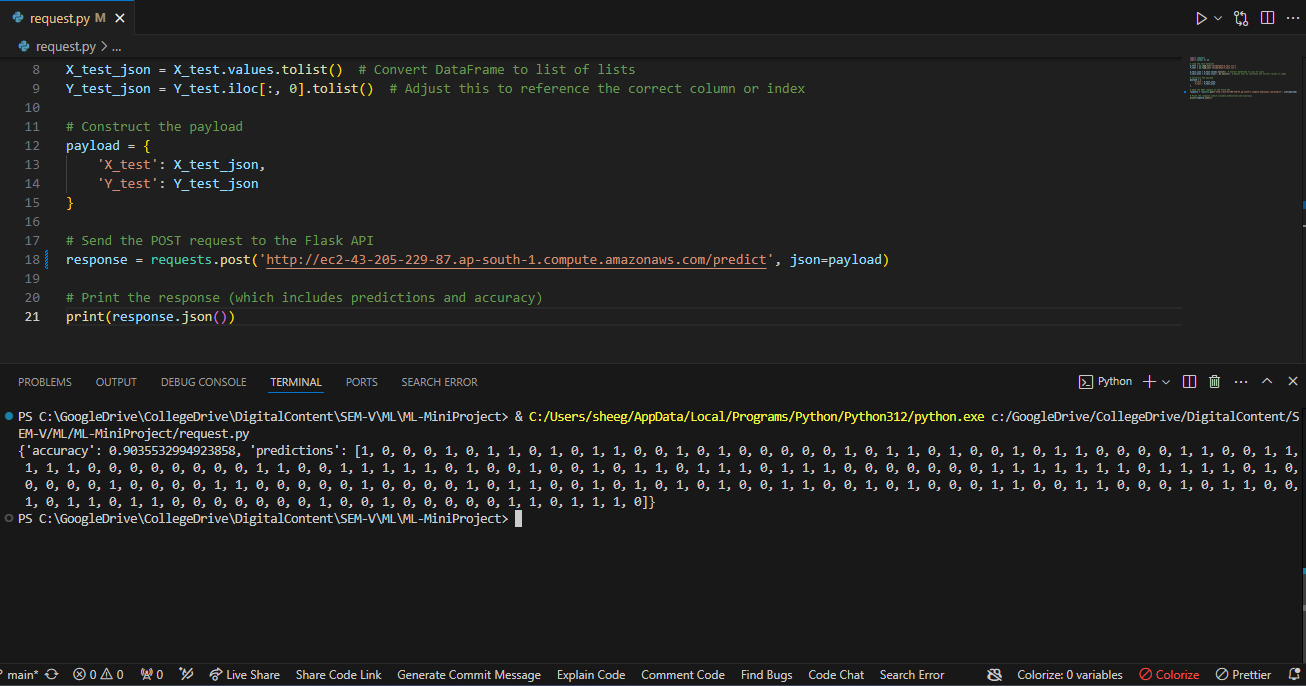 request.py M
request.py > ...
8 X_test_json = X_test.values.tolist()  # Convert DataFrame to list of lists
9 Y_test_json = Y_test.iloc[:, 0].tolist()  # Adjust this to reference the correct column or index
10
11 # Construct the payload
12 payload = {
13     'X_test': X_test_json,
14     'Y_test': Y_test_json
15 }
16
17 # Send the POST request to the Flask API
18 response = requests.post('http://ec2-43-205-229-87.ap-south-1.compute.amazonaws.com/predict', json=payload)
19
20 # Print the response (which includes predictions and accuracy)
21 print(response.json())
PROBLEMS OUTPUT DEBUG CONSOLE TERMINAL PORTS SEARCH ERROR Python
PS C:\GoogleDrive\CollegeDrive\DigitalContent\SEM-V\ML\ML-MiniProject> & C:/Users/sheeg/AppData/Local/Programs/Python/Python312/python.exe c:/GoogleDrive/CollegeDrive/DigitalContent/S
EM-V/ML/ML-MiniProject/request.py
{'accuracy': 0.9035532994923858, 'predictions': [1, 0, 0, 0, 1, 0, 1, 1, 0, 1, 0, 1, 1, 0, 0, 1, 0, 1, 0, 0, 0, 0, 0, 1, 0, 1, 1, 0, 1, 0, 1, 0, 0, 1, 0, 1, 1, 0, 0, 0, 0, 1, 1, 0, 0, 1, 1,
1, 1, 1, 0, 0, 0, 0, 0, 0, 0, 0, 1, 1, 0, 0, 1, 1, 1, 1, 1, 0, 1, 0, 0, 1, 0, 0, 1, 0, 1, 1, 0, 1, 1, 1, 1, 0, 0, 0, 0, 0, 1, 1, 1, 1, 1, 1, 1, 0, 1, 0,
0, 0, 0, 0, 1, 0, 0, 0, 1, 1, 0, 0, 0, 0, 0, 1, 0, 0, 0, 0, 1, 1, 1, 1, 0, 1, 0, 1, 0, 1, 0, 1, 0, 0, 1, 1, 0, 0, 1, 0, 1, 0, 0, 0, 1, 1, 0, 0, 1, 1, 0, 0, 0, 1, 0, 1, 1, 0, 0,
1, 0, 1, 1, 0, 1, 1, 0, 0, 0, 0, 0, 0, 0, 1, 0, 0, 1, 0, 0, 0, 0, 0, 1, 1, 0, 1, 1, 1, 0]}
PS C:\GoogleDrive\CollegeDrive\DigitalContent\SEM-V\ML\ML-MiniProject>
main* 0 0 0 Live Share Share Code Link Generate Commit Message Explain Code Comment Code Find Bugs Code Chat Search Error Colorize: 0 variables Colorize Prettier